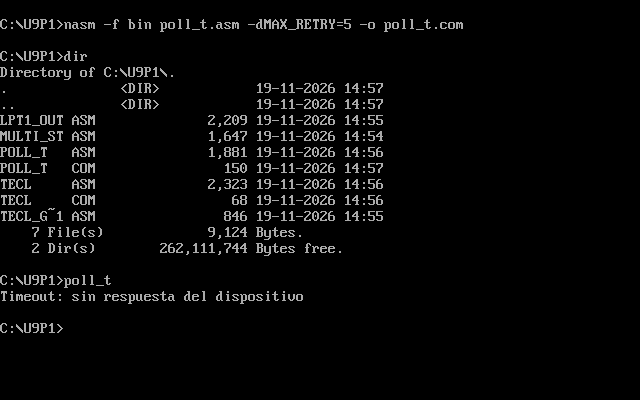 C:\U9P1>nasm -f bin poll_t.asm -dMAX_RETRY=5 -o poll_t.com
C:\U9P1>dir
Directory of C:\U9P1\.
. <DIR> 19-11-2026 14:57
.. <DIR> 19-11-2026 14:57
LPT1_OUT ASM 2,209 19-11-2026 14:55
MULTI_ST ASM 1,647 19-11-2026 14:54
POLL_T ASM 1,881 19-11-2026 14:56
POLL_T COM 150 19-11-2026 14:57
TECL ASM 2,323 19-11-2026 14:56
TECL COM 68 19-11-2026 14:56
TECL_G~1 ASM 846 19-11-2026 14:55
7 File(s) 9,124 Bytes.
2 Dir(s) 262,111,744 Bytes free.
C:\U9P1>poll_t
Timeout: sin respuesta del dispositivo
C:\U9P1>